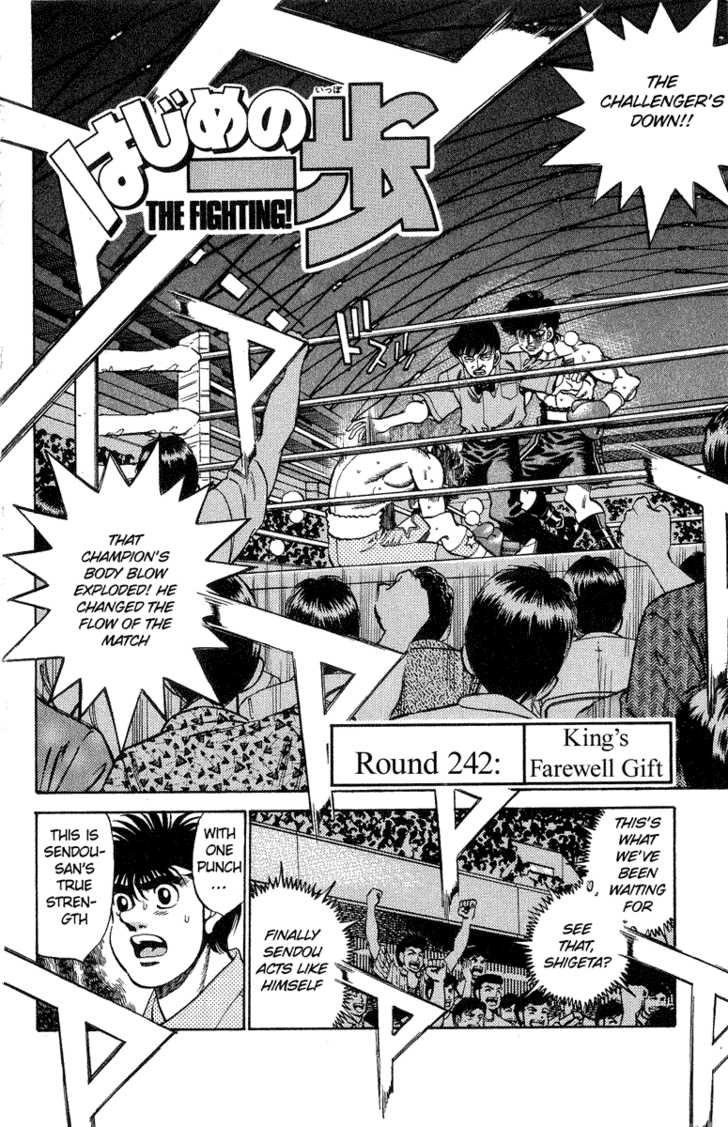 THE
CHALLENGER'S
DOWN!!
いっぽ
はじめの一歩
THE FIGHTING!
ドドズッ
THAT
CHAMPION'S
BODY BLOW
EXPLODED! HE
CHANGED THE
FLOW OF THE
MATCH
Round 242:
King's
Farewell Gift
THIS'S
WHAT
WE'VE
BEEN
WAITING
FOR
SEE
THAT,
SHIGETA?
FINALLY
SENDOU
ACTS LIKE
HIMSELF
WITH
ONE
PUNCH
...
THIS IS
SENDOU-
SAN'S
TRUE
STREN-
GTH